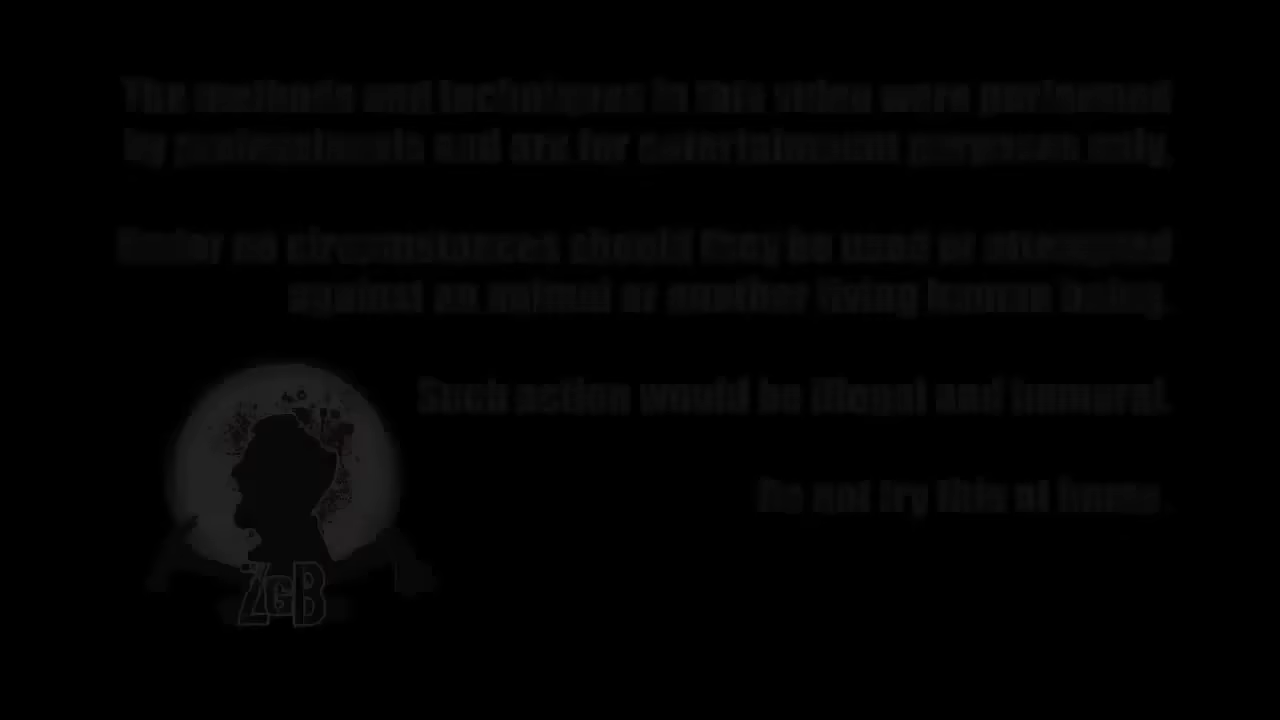 The methods and techniques in this video were performed
by professionals and are for entertainment purposes only.
Under no circumstances should they be used or attempted
against an animal or another living human being.
Such action would be illegal and immoral.
Do not try this at home.
ZGB